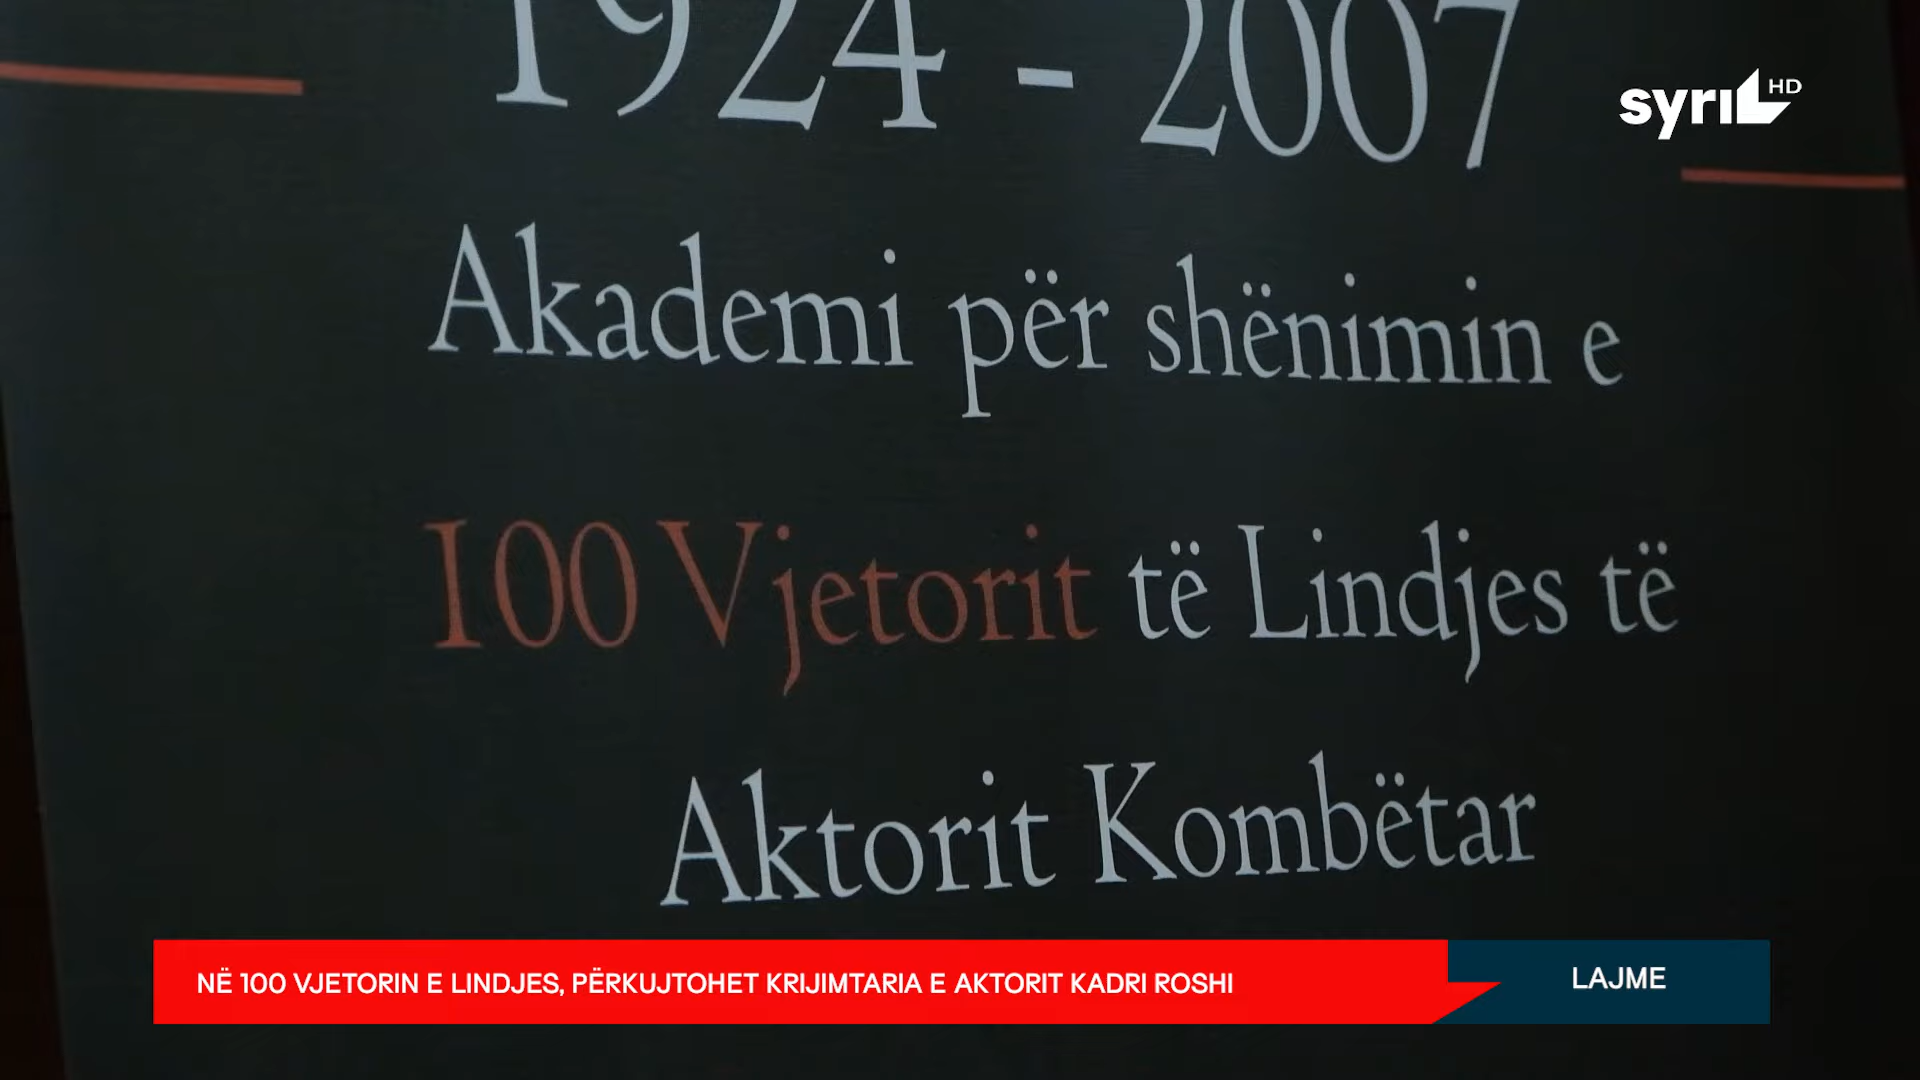 1924 - 2007
syri HD
Akademi për shënimin e
100 Vjetorit të Lindjes të
Aktorit Kombëtar
NË 100 VJETORIN E LINDJES, PËRKUJTOHET KRIJIMTARIA E AKTORIT KADRI ROSHI
LAJME